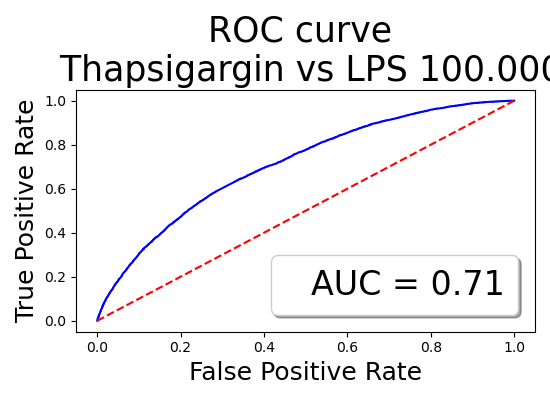 ROC curve
Thapsigargin vs LPS 100.000
True Positive Rate
1.0
0.8
0.6
0.4
0.2
0.0
AUC = 0.71
0.0 0.2 0.4 0.6 0.8 1.0
False Positive Rate